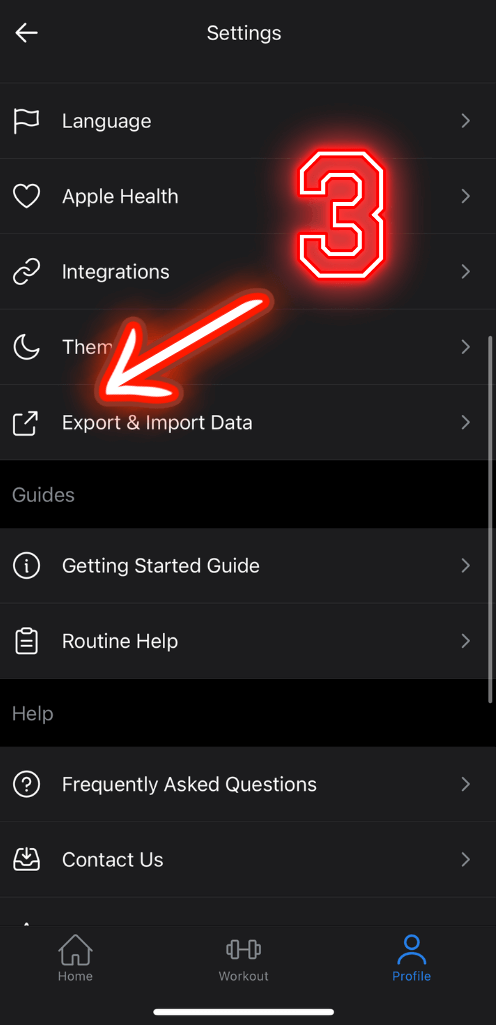 Settings
Language
3
Apple Health
Integrations
Them
Export & Import Data
Guides
Getting Started Guide
Routine Help
Help
Frequently Asked Questions
Contact Us
Home
Workout
Profile